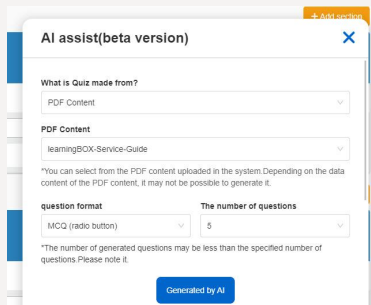 + Add section
AI assist(beta version)
What is Quiz made from?
PDF Content
PDF Content
learningBOX-Service-Guide
*You can select from the PDF content uploaded in the system.Depending on the data
content of the PDF content, it may not be possible to generate it.
question format
The number of questions
MCQ (radio button)
5
*The number of generated questions may be less than the specified number of
questions.Please note it.
Generated by AI